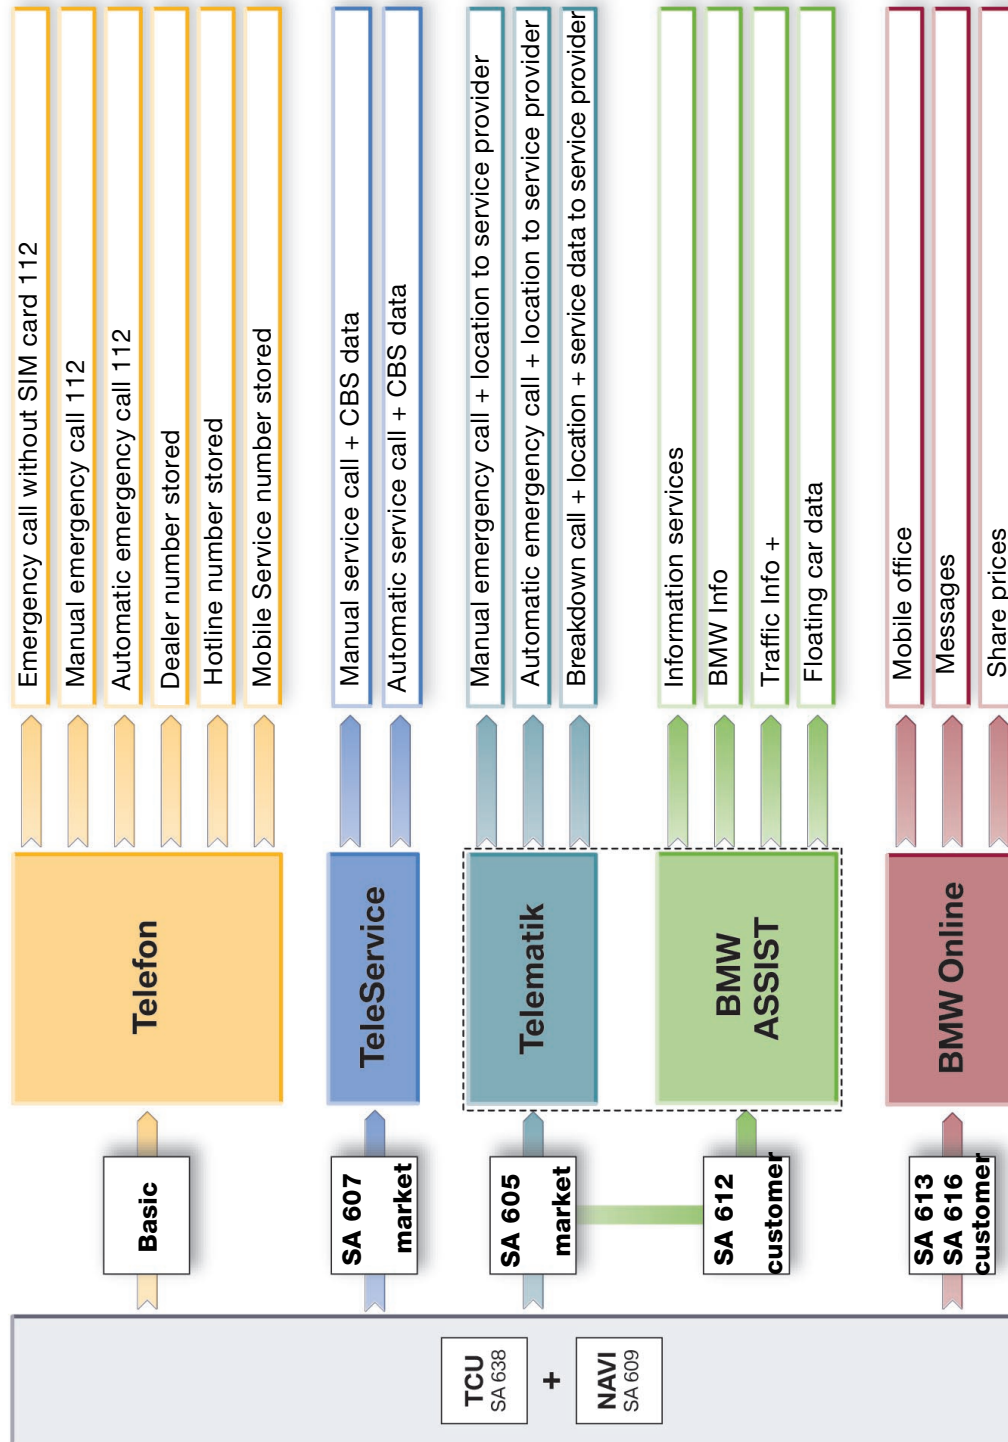 TCU
SA 638
+
NAVI
SA 609
Basic
Telefon
Emergency call without SIM card 112
Manual emergency call 112
Automatic emergency call 112
Dealer number stored
Hotline number stored
Mobile Service number stored
SA 607
market
TeleService
Manual service call + CBS data
Automatic service call + CBS data
SA 605
market
Telematik
Manual emergency call + location to service provider
Automatic emergency call + location to service provider
Breakdown call + location + service data to service provider
SA 612
customer
BMW
ASSIST
Information services
BMW Info
Traffic Info +
Floating car data
SA 613
SA 616
customer
BMW Online
Mobile office
Messages
Share prices